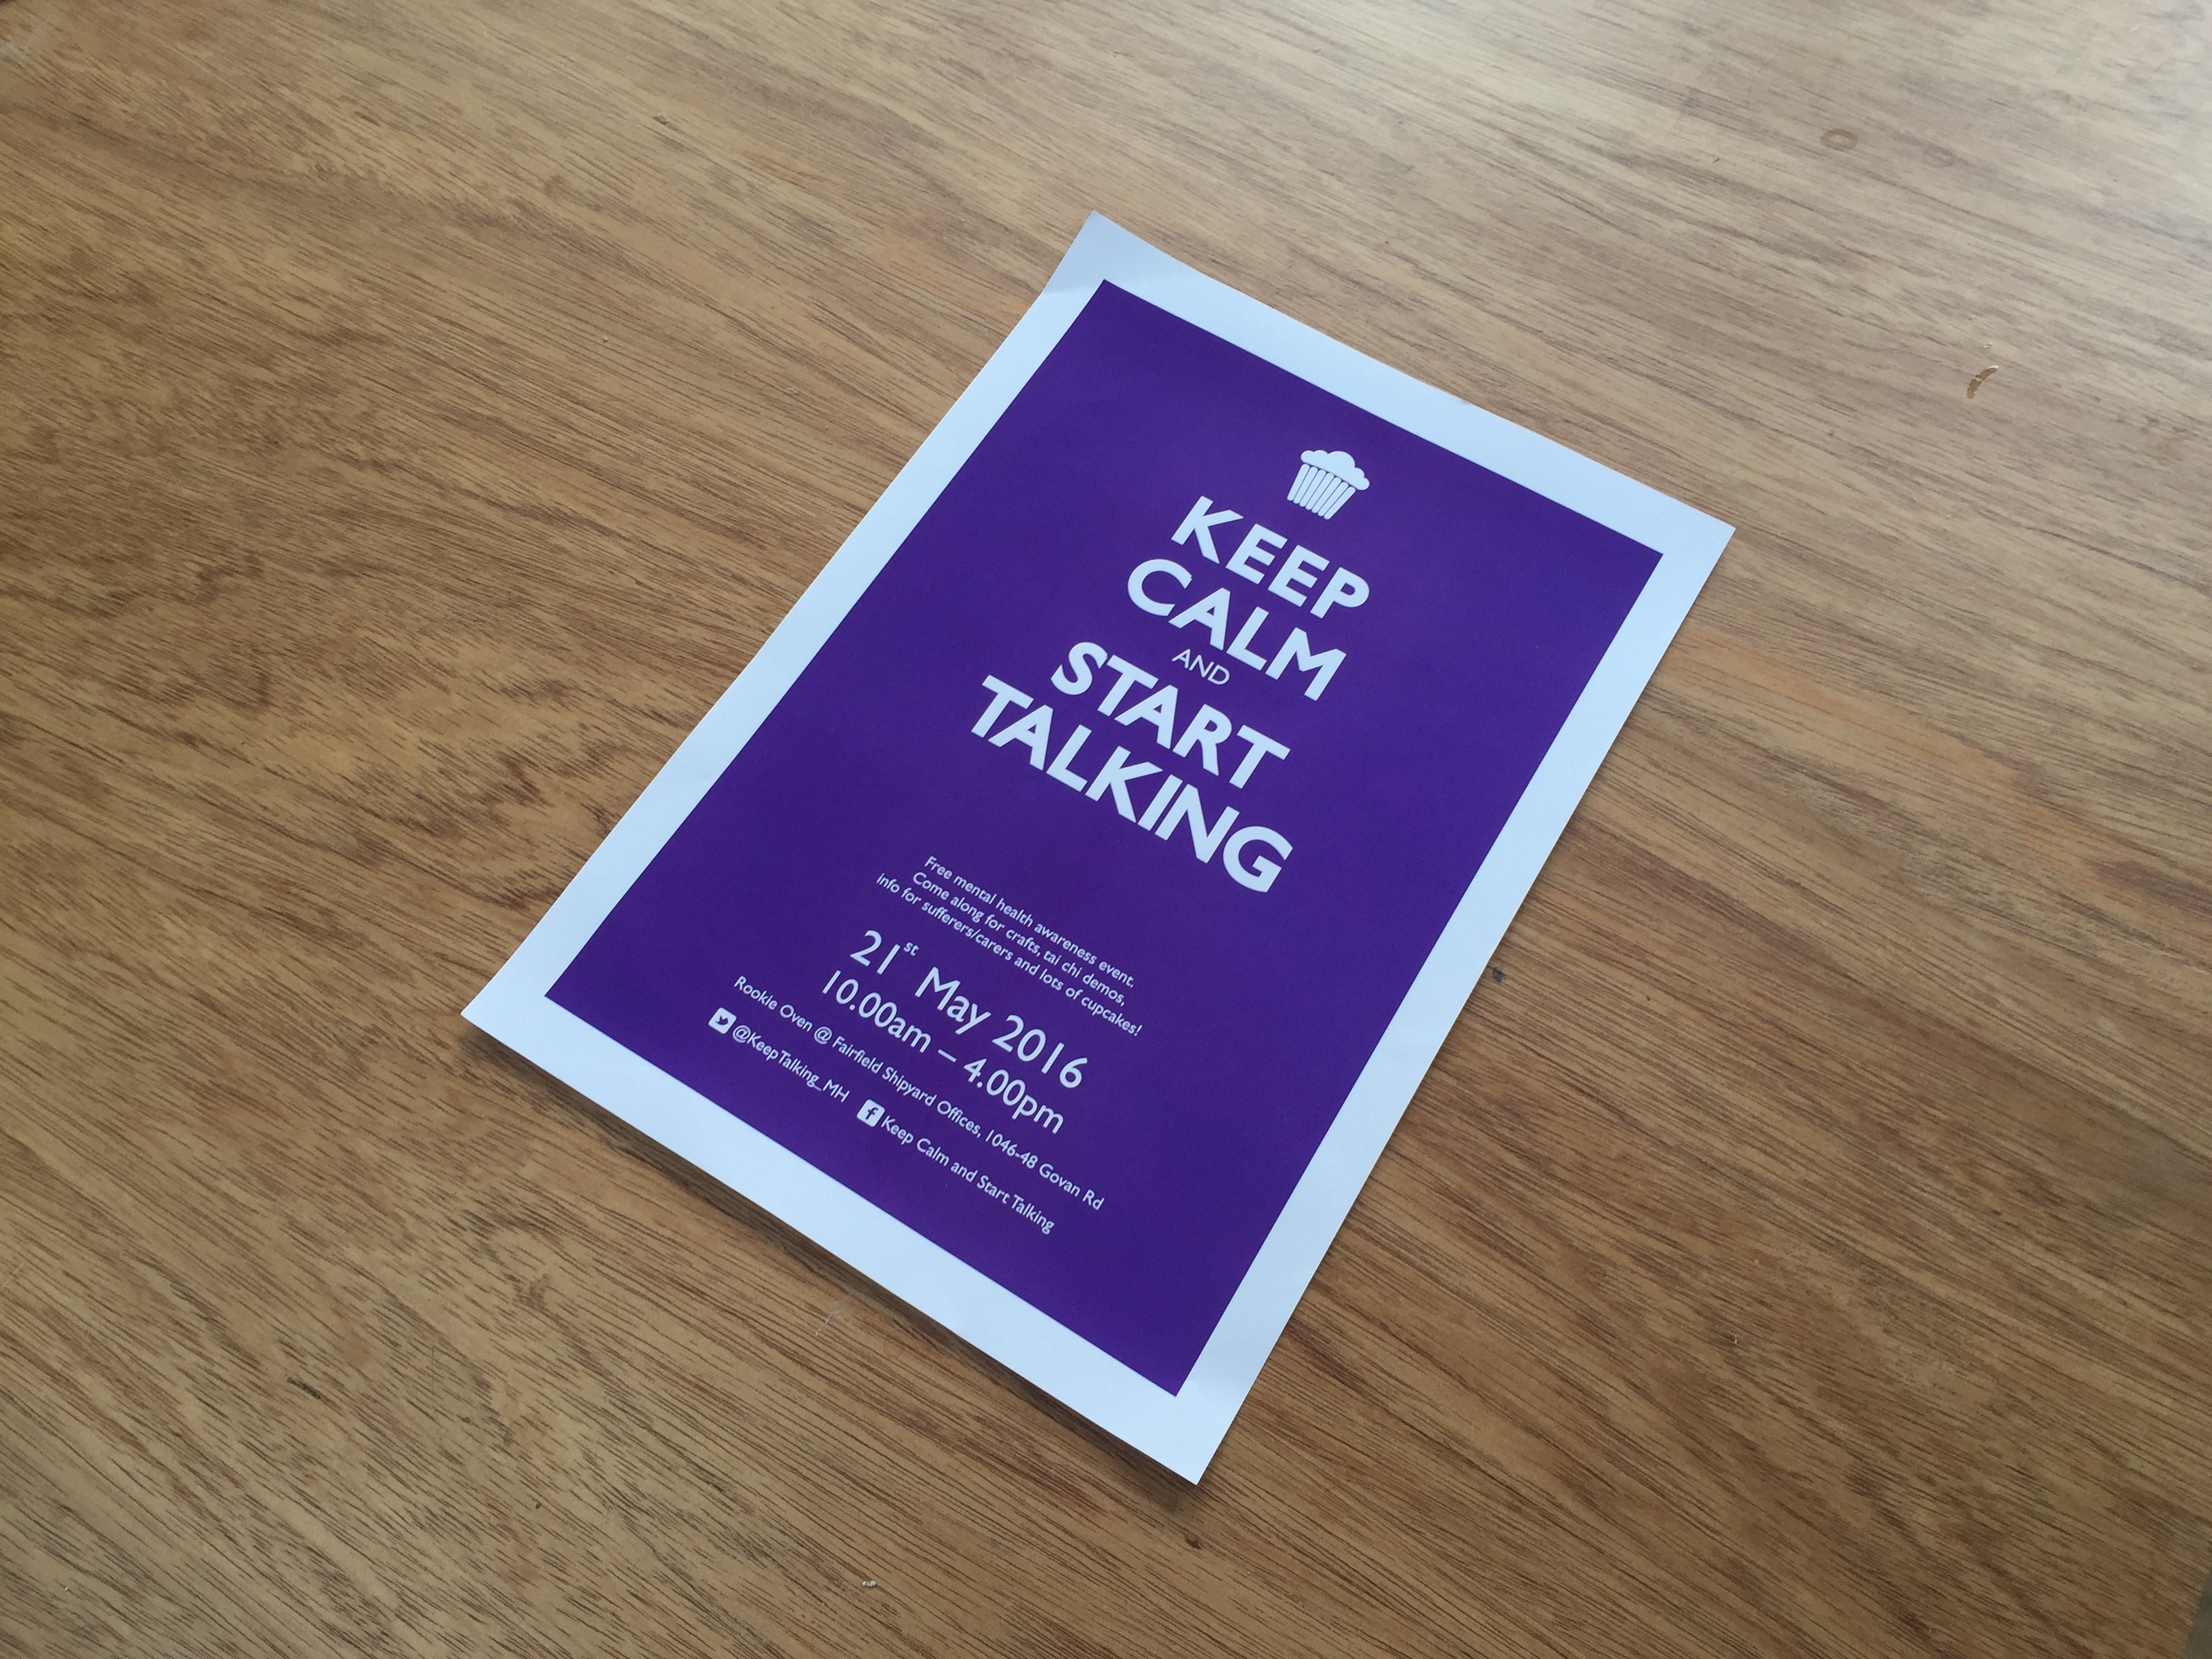 KEEP
CALM
AND
START
TALKING
Free mental health awareness event.
Come along for crafts, tai chi demos,
info for sufferers/carers and lots of cupcakes!
21st May 2016
10.00am – 4.00pm
Rookie Oven @ Fairfield Shipyard Offices, 1046-48 Govan Rd
@KeepTalking_MH f Keep Calm and Start Talking